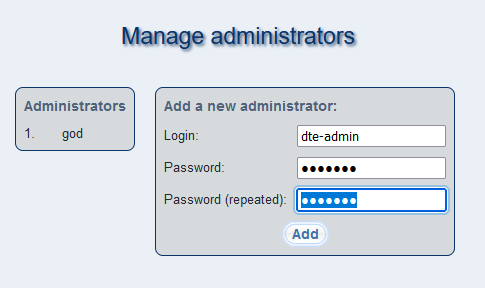 Manage administrators
Administrators
1. god
Add a new administrator:
Login: dte-admin
Password: ●●●●●●●
Password (repeated): ●●●●●●●
Add